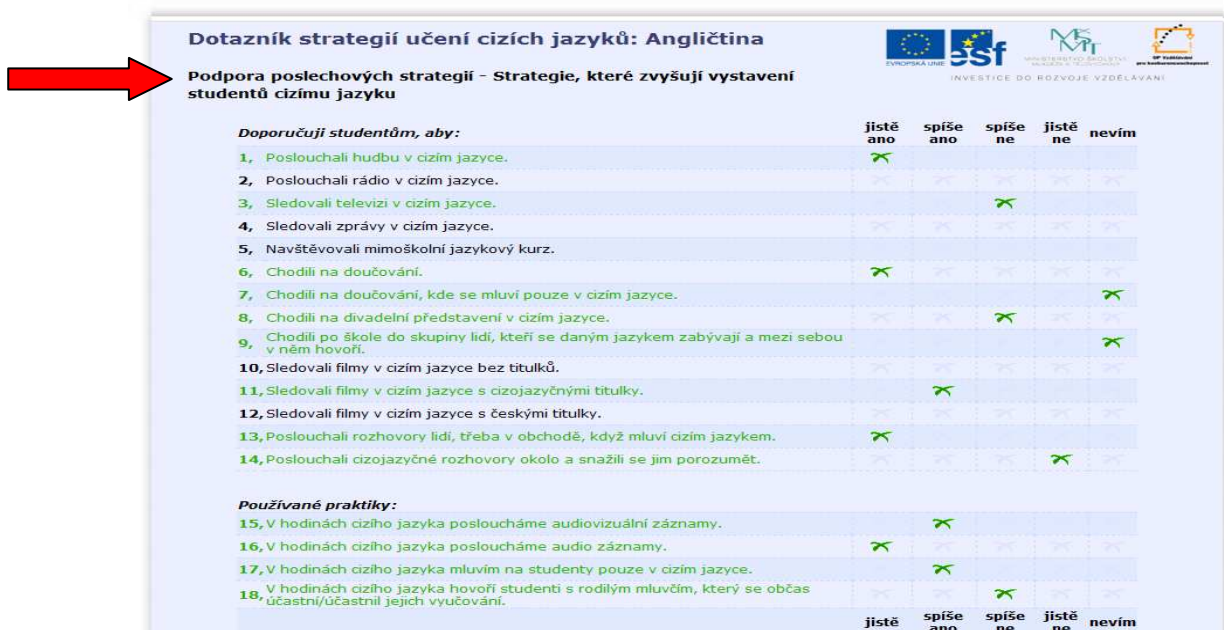 Dotazník strategií učení cizích jazyků: Angličtina
EVROPSKÁ UNIE
esf
MINISTERSTVO ŠKOLSTVÍ
OP Vzdělávání
pro konkurenceschopnost
INVESTICE DO ROZVOJE VZDĚLÁVÁNÍ
Podpora poslechových strategií - Strategie, které zvyšují vystavení
studentů cizímu jazyku
Doporučuji studentům, aby:
jistě ano
spíše ano
spíše ne
jistě ne
nevím
1, Poslouchali hudbu v cizím jazyce.
2, Poslouchali rádio v cizím jazyce.
3, Sledovali televizi v cizím jazyce.
4, Sledovali zprávy v cizím jazyce.
5, Navštěvovali mimoškolní jazykový kurz.
6, Chodili na doučování.
7, Chodili na doučování, kde se mluví pouze v cizím jazyce.
8, Chodili na divadelní představení v cizím jazyce.
9, Chodili po škole do skupiny lidí, kteří se daným jazykem zabývají a mezi sebou
v něm hovoří.
10, Sledovali filmy v cizím jazyce bez titulků.
11, Sledovali filmy v cizím jazyce s cizojazyčnými titulky.
12, Sledovali filmy v cizím jazyce s českými titulky.
13, Poslouchali rozhovory lidí, třeba v obchodě, když mluví cizím jazykem.
14, Poslouchali cizojazyčné rozhovory okolo a snažili se jim porozumět.
Používané praktiky:
15, V hodinách cizího jazyka posloucháme audiovizuální záznamy.
16, V hodinách cizího jazyka posloucháme audio záznamy.
17, V hodinách cizího jazyka mluvím na studenty pouze v cizím jazyce.
18, V hodinách cizího jazyka hovoří studenti s rodilým mluvčím, který se občas
účastní/účastnil jejich vyučování.
jistě
spíše ano
spíše ne
jistě ne
nevím